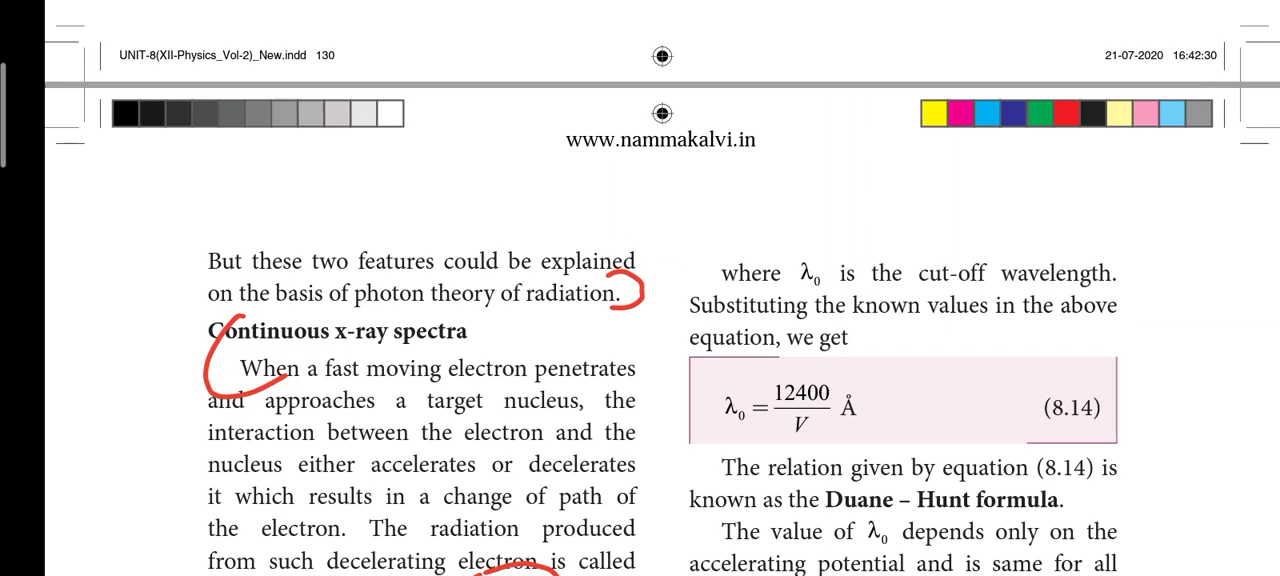 UNIT-8(XII-Physics_Vol-2)_New.indd 130
21-07-2020 16:42:30
www.nammakalvi.in
But these two features could be explained
on the basis of photon theory of radiation.
Continuous x-ray spectra
When a fast moving electron penetrates
and approaches a target nucleus, the
interaction between the electron and the
nucleus either accelerates or decelerates
it which results in a change of path of
the electron. The radiation produced
from such decelerating electron is called
where λ₀ is the cut-off wavelength.
Substituting the known values in the above
equation, we get
λ₀ = 12400/V Å (8.14)
The relation given by equation (8.14) is
known as the Duane – Hunt formula.
The value of λ₀ depends only on the
accelerating potential and is same for all